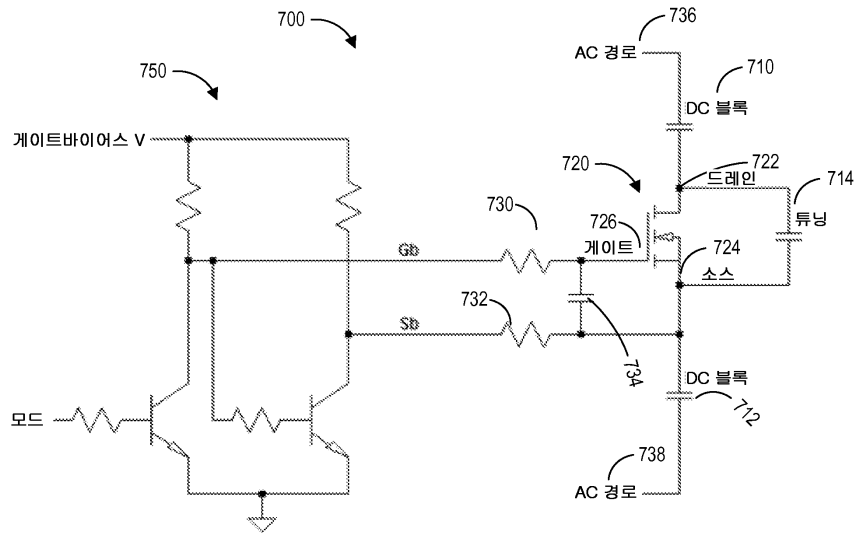 700
736
AC 경로
750
710
DC 블록
게이트바이어스 V
720
722
드레인
714
튜닝
730
726
게이트
724
소스
Gb
732
Sb
734
DC 블록
712
모드
738
AC 경로